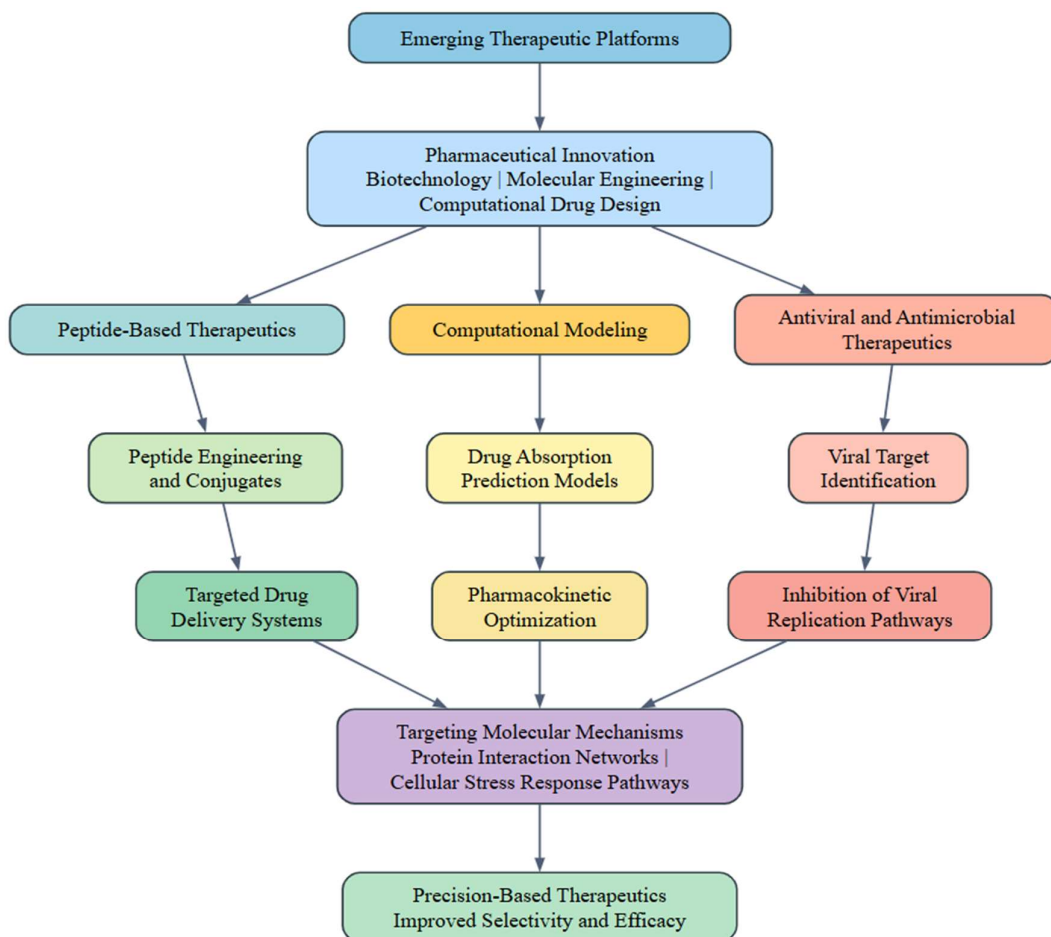 Emerging Therapeutic Platforms
Pharmaceutical Innovation
Biotechnology | Molecular Engineering |
Computational Drug Design
Peptide-Based Therapeutics
Computational Modeling
Antiviral and Antimicrobial
Therapeutics
Peptide Engineering
and Conjugates
Drug Absorption
Prediction Models
Viral Target
Identification
Targeted Drug
Delivery Systems
Pharmacokinetic
Optimization
Inhibition of Viral
Replication Pathways
Targeting Molecular Mechanisms
Protein Interaction Networks |
Cellular Stress Response Pathways
Precision-Based Therapeutics
Improved Selectivity and Efficacy